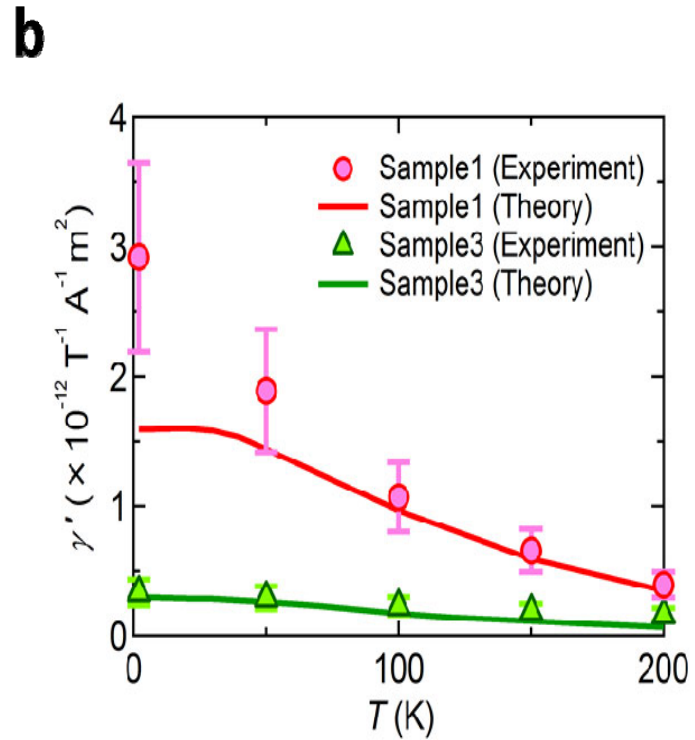 b
4
3
2
1
0
γ′ (×10⁻¹² T⁻¹ A⁻¹ m²)
Sample1 (Experiment)
Sample1 (Theory)
Sample3 (Experiment)
Sample3 (Theory)
0 100 200
T (K)